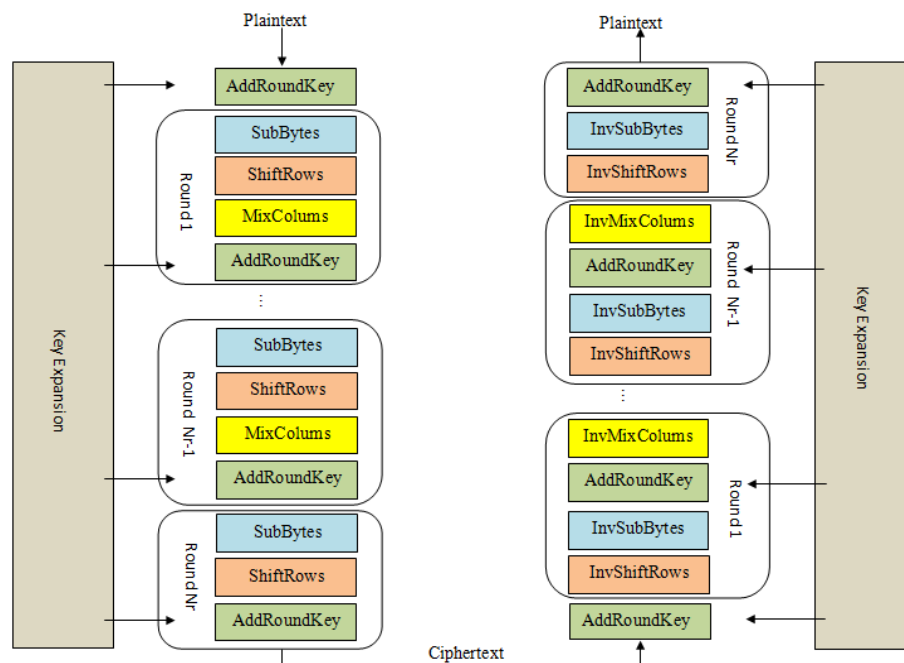 Plaintext
Key Expansion
AddRoundKey
Round 1
SubBytes
ShiftRows
MixColums
AddRoundKey
...
Round Nr-1
SubBytes
ShiftRows
MixColums
AddRoundKey
Round Nr
SubBytes
ShiftRows
AddRoundKey
Ciphertext
Plaintext
AddRoundKey
InvSubBytes
InvShiftRows
Round Nr
InvMixColums
AddRoundKey
InvSubBytes
InvShiftRows
Round Nr-1
...
InvMixColums
AddRoundKey
InvSubBytes
InvShiftRows
Round 1
AddRoundKey
Key Expansion